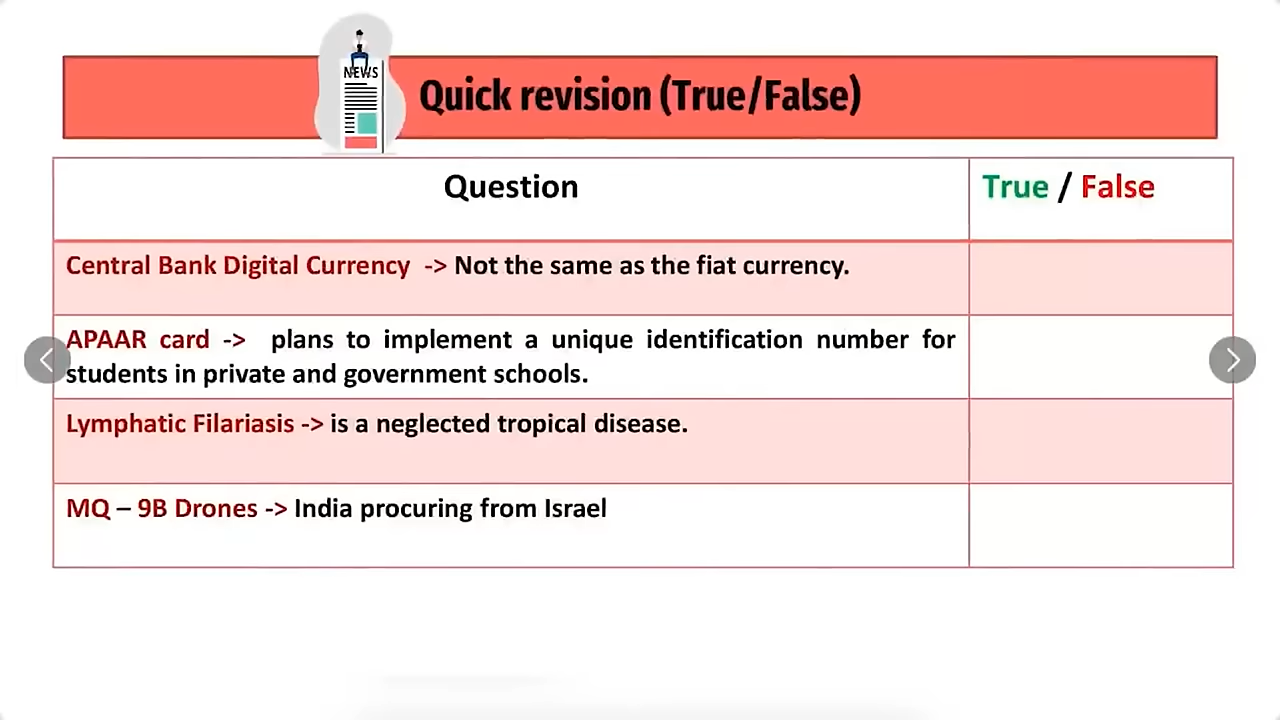 NEWS
Quick revision (True/False)
Question
True / False
Central Bank Digital Currency -> Not the same as the fiat currency.
APAAR card -> plans to implement a unique identification number for
students in private and government schools.
Lymphatic Filariasis -> is a neglected tropical disease.
MQ – 9B Drones -> India procuring from Israel